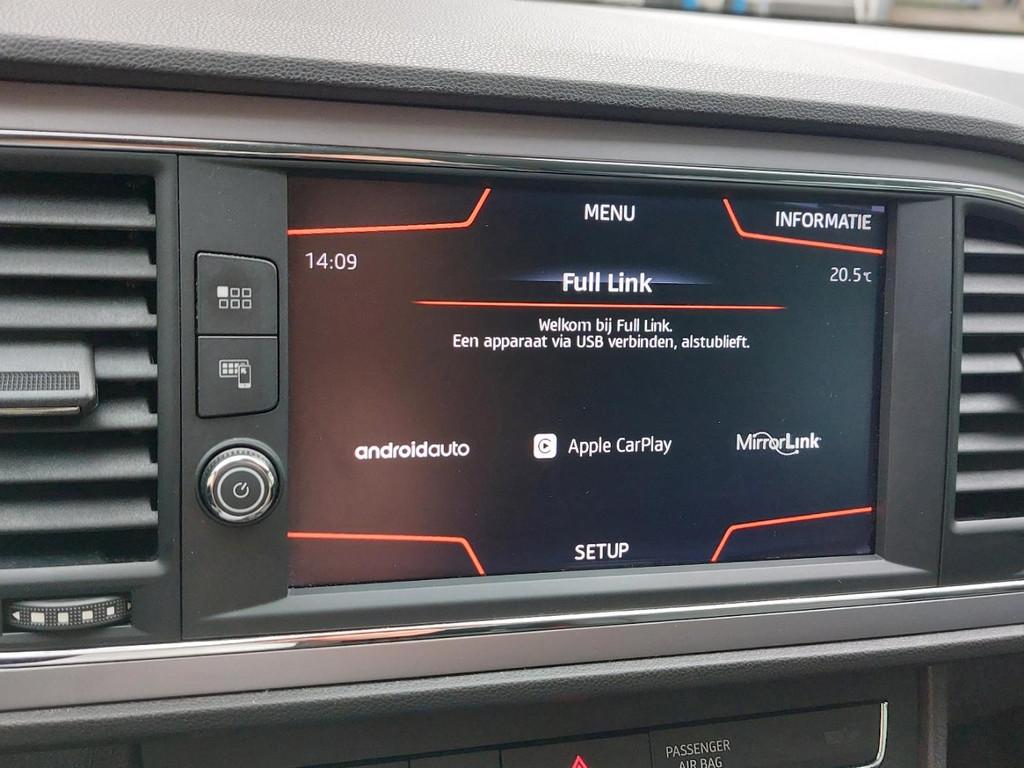 MENU
INFORMATIE
14:09
20.5°C
Full Link
Welkom bij Full Link.
Een apparaat via USB verbinden, alstublieft.
androidauto
Apple CarPlay
MirrorLink
SETUP
PASSENGER
AIR BAG